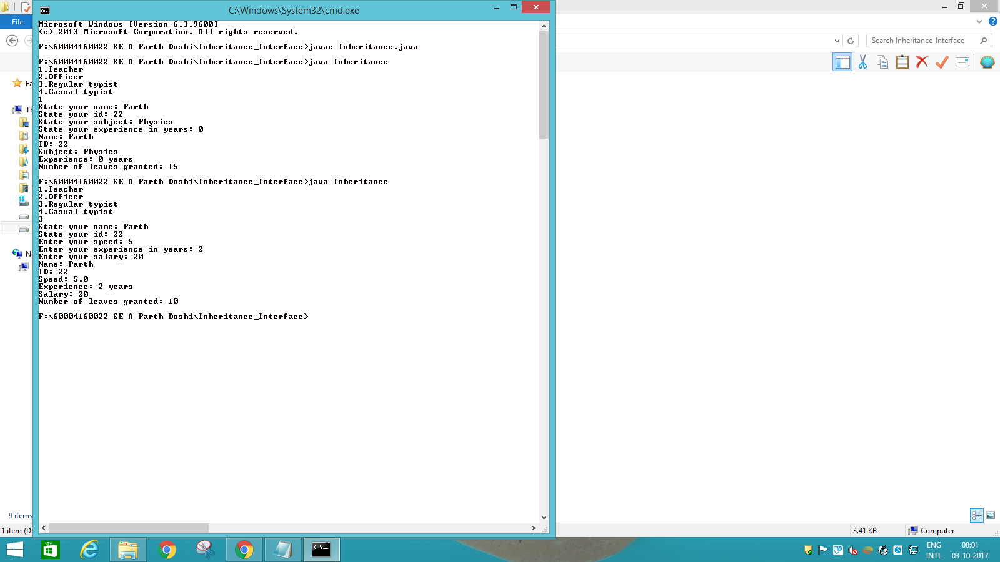 C:\Windows\System32\cmd.exe
File
Search Inheritance_Interface
Microsoft Windows [Version 6.3.9600]
(c) 2013 Microsoft Corporation. All rights reserved.
F:\60004160022 SE A Parth Doshi\Inheritance_Interface>javac Inheritance.java
F:\60004160022 SE A Parth Doshi\Inheritance_Interface>java Inheritance
1.Teacher
2.Officer
3.Regular typist
4.Casual typist
1
State your name: Parth
State your id: 22
State your subject: Physics
State your experience in years: 0
Name: Parth
ID: 22
Subject: Physics
Experience: 0 years
Number of leaves granted: 15
F:\60004160022 SE A Parth Doshi\Inheritance_Interface>java Inheritance
1.Teacher
2.Officer
3.Regular typist
4.Casual typist
3
State your name: Parth
State your id: 22
Enter your speed: 5
Enter your experience in years: 2
Enter your salary: 20
Name: Parth
ID: 22
Speed: 5.0
Experience: 2 years
Salary: 20
Number of leaves granted: 10
F:\60004160022 SE A Parth Doshi\Inheritance_Interface>
Fa
Th
Ne
9 items
1 item (Di
3.41 KB
Computer
ENG
INTL
08:01
03-10-2017